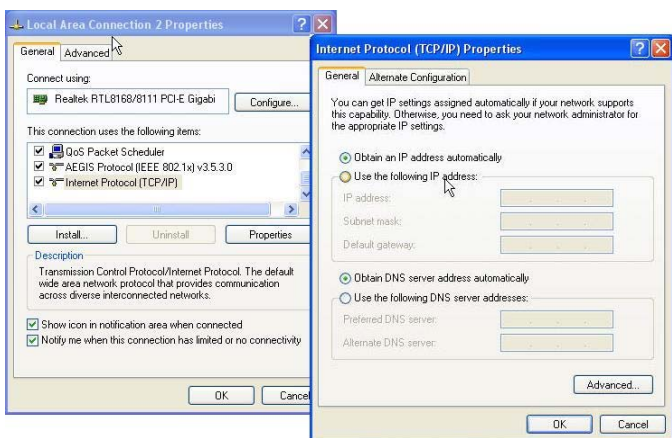 Local Area Connection 2 Properties
General
Advanced
Connect using:
Realtek RTL8168/8111 PCI-E Gigabi
Configure...
This connection uses the following items:
QoS Packet Scheduler
AEGIS Protocol (IEEE 802.1x) v3.5.3.0
Internet Protocol (TCP/IP)
Install...
Uninstall
Properties
Description
Transmission Control Protocol/Internet Protocol. The default
wide area network protocol that provides communication
across diverse interconnected networks.
Show icon in notification area when connected
Notify me when this connection has limited or no connectivity
OK
Cancel
Internet Protocol (TCP/IP) Properties
General
Alternate Configuration
You can get IP settings assigned automatically if your network supports
this capability. Otherwise, you need to ask your network administrator for
the appropriate IP settings.
Obtain an IP address automatically
Use the following IP address:
IP address:
Subnet mask:
Default gateway:
Obtain DNS server address automatically
Use the following DNS server addresses:
Preferred DNS server:
Alternate DNS server:
Advanced...
OK
Cancel